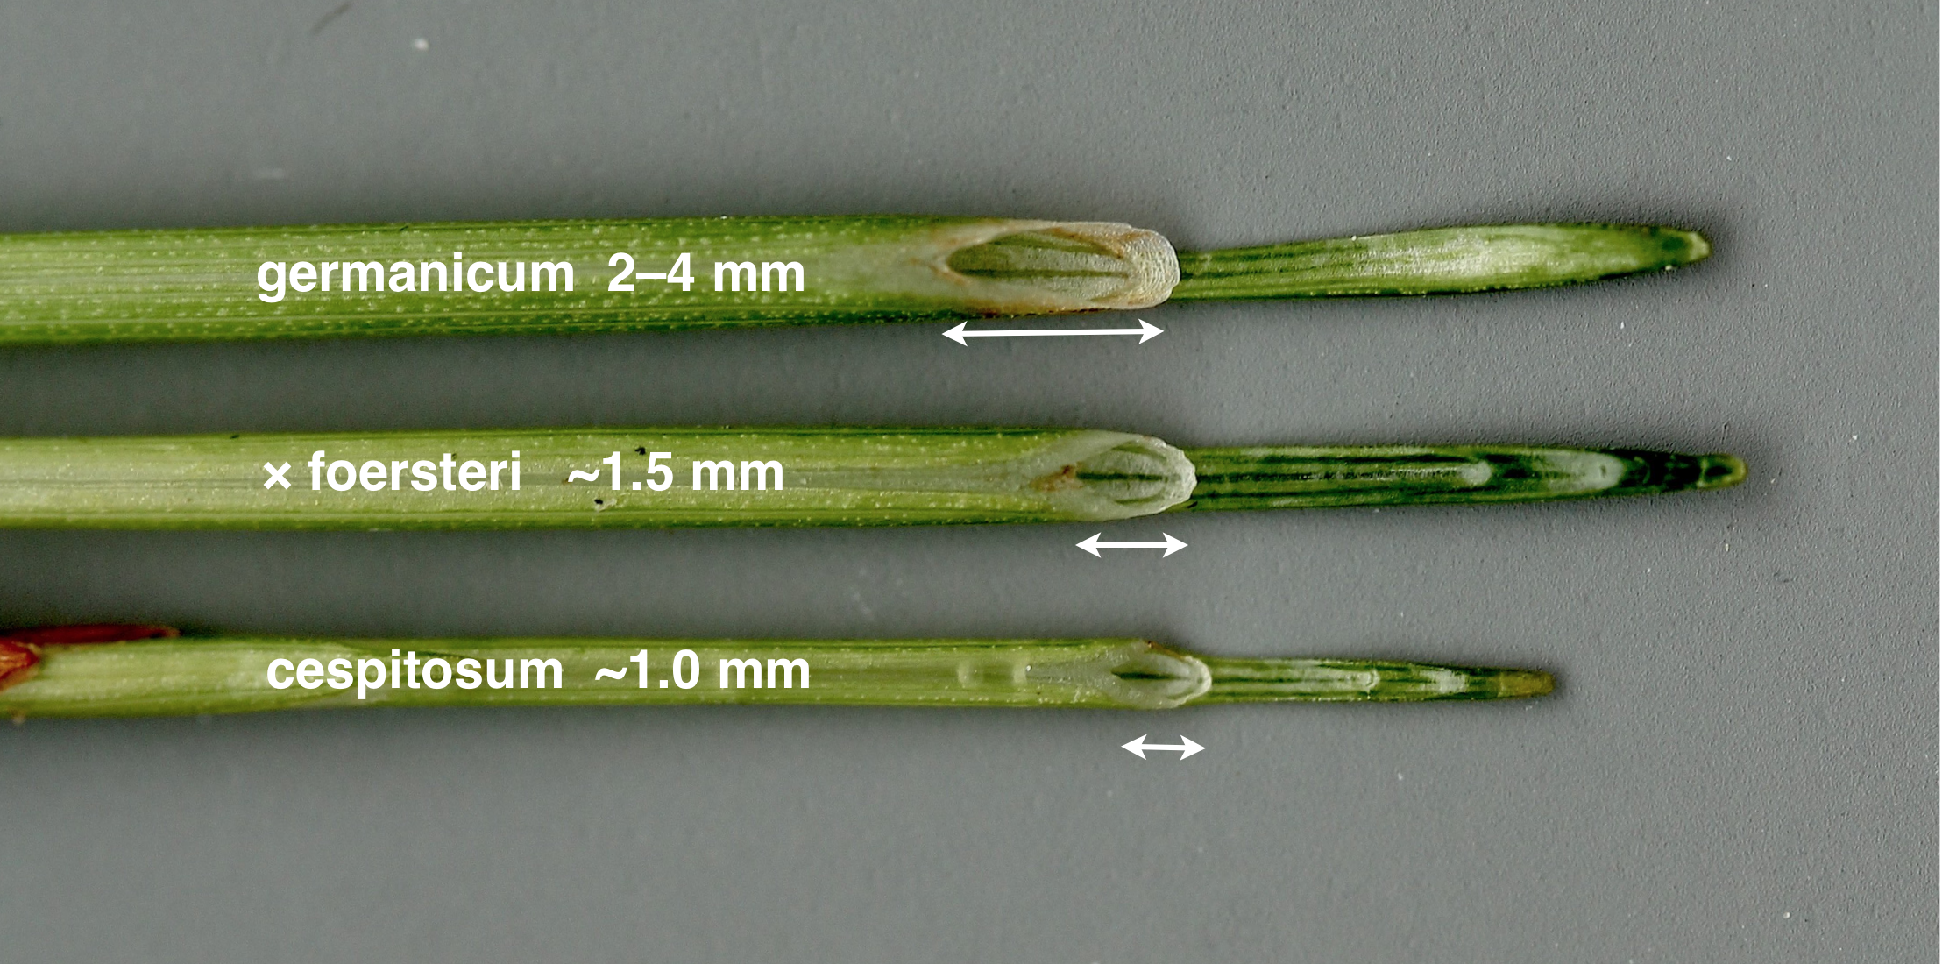 germanicum 2–4 mm
× foersteri ~1.5 mm
cespitosum ~1.0 mm